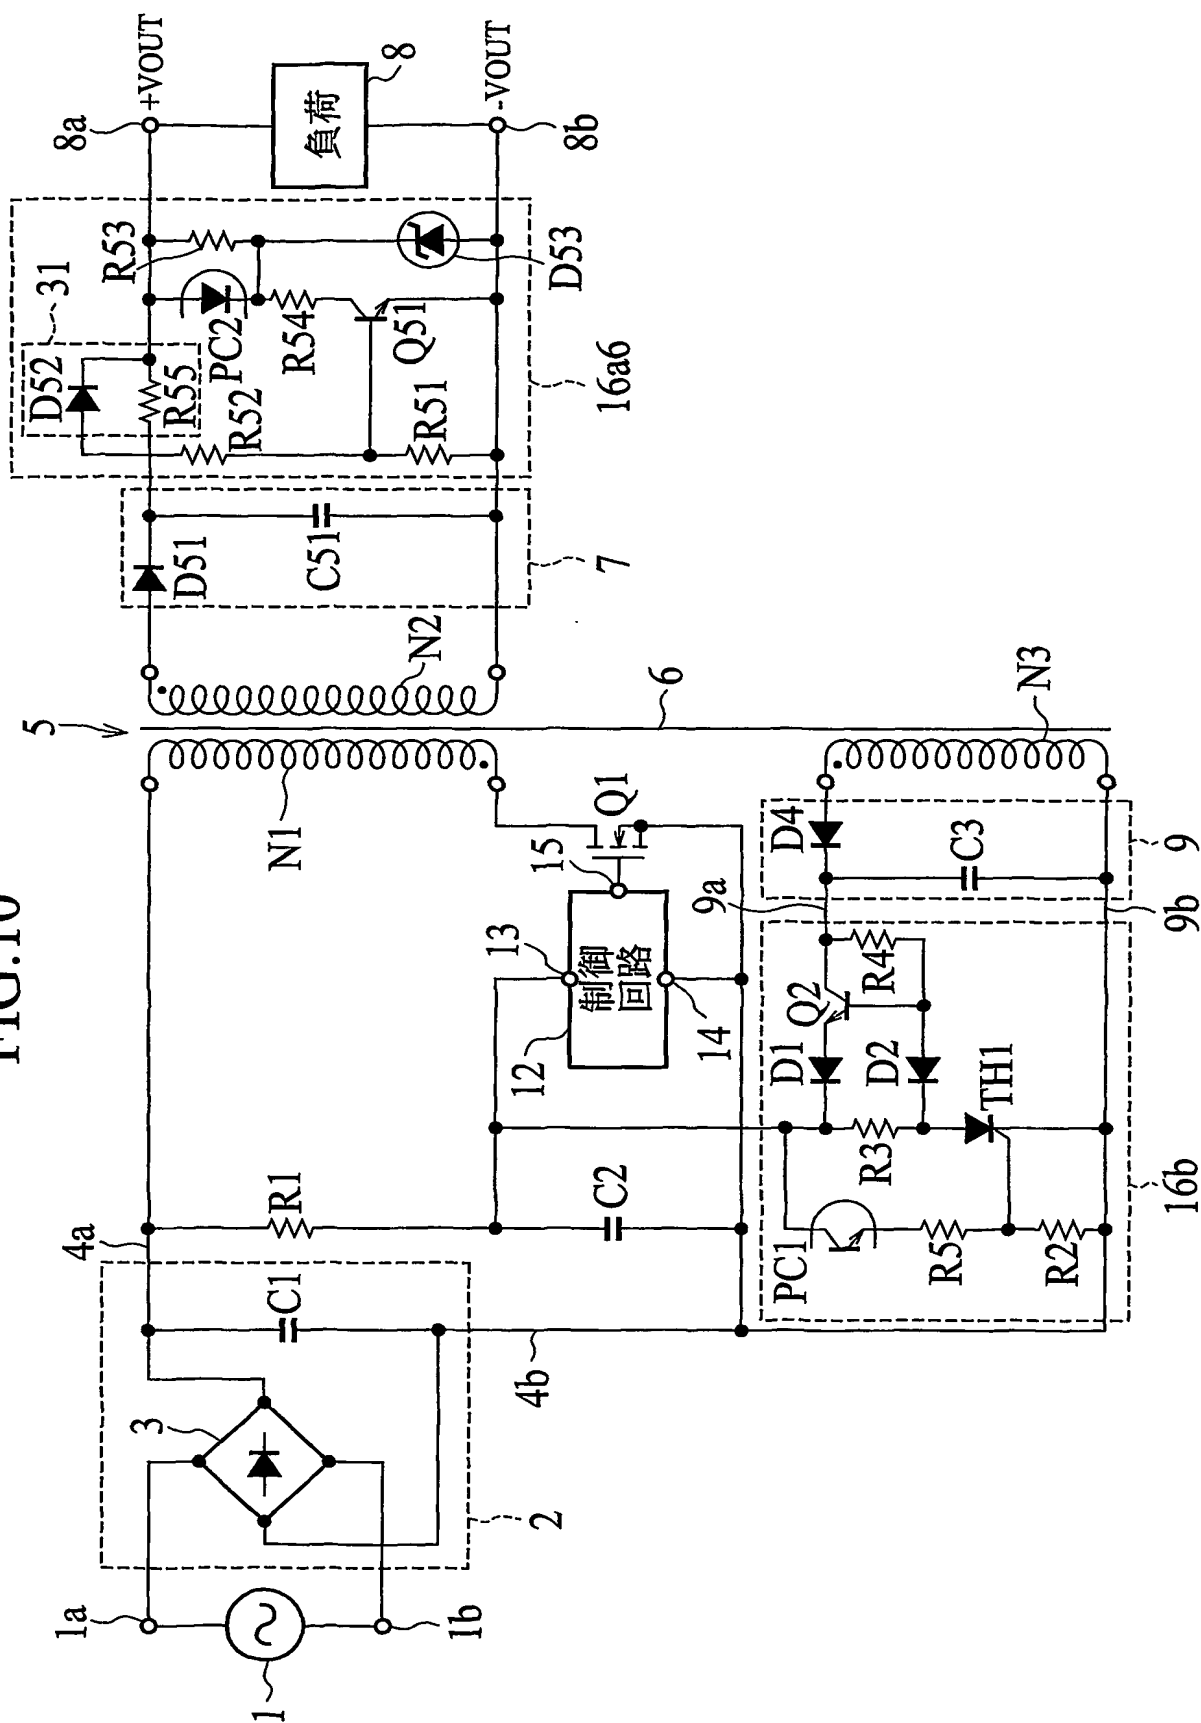 FIG.10
1
1a
1b
2
3
C1
4a
4b
R1
C2
5
N1
N2
6
N3
12
13
制御
回路
14
15
Q1
D51
C51
7
D52
R55
31
R52
R51
PC2
R54
Q51
R53
D53
16a6
8a
+VOUT
負荷
8
-VOUT
8b
9a
D4
C3
9
9b
R4
Q2
D1
D2
R3
TH1
PC1
R5
R2
16b